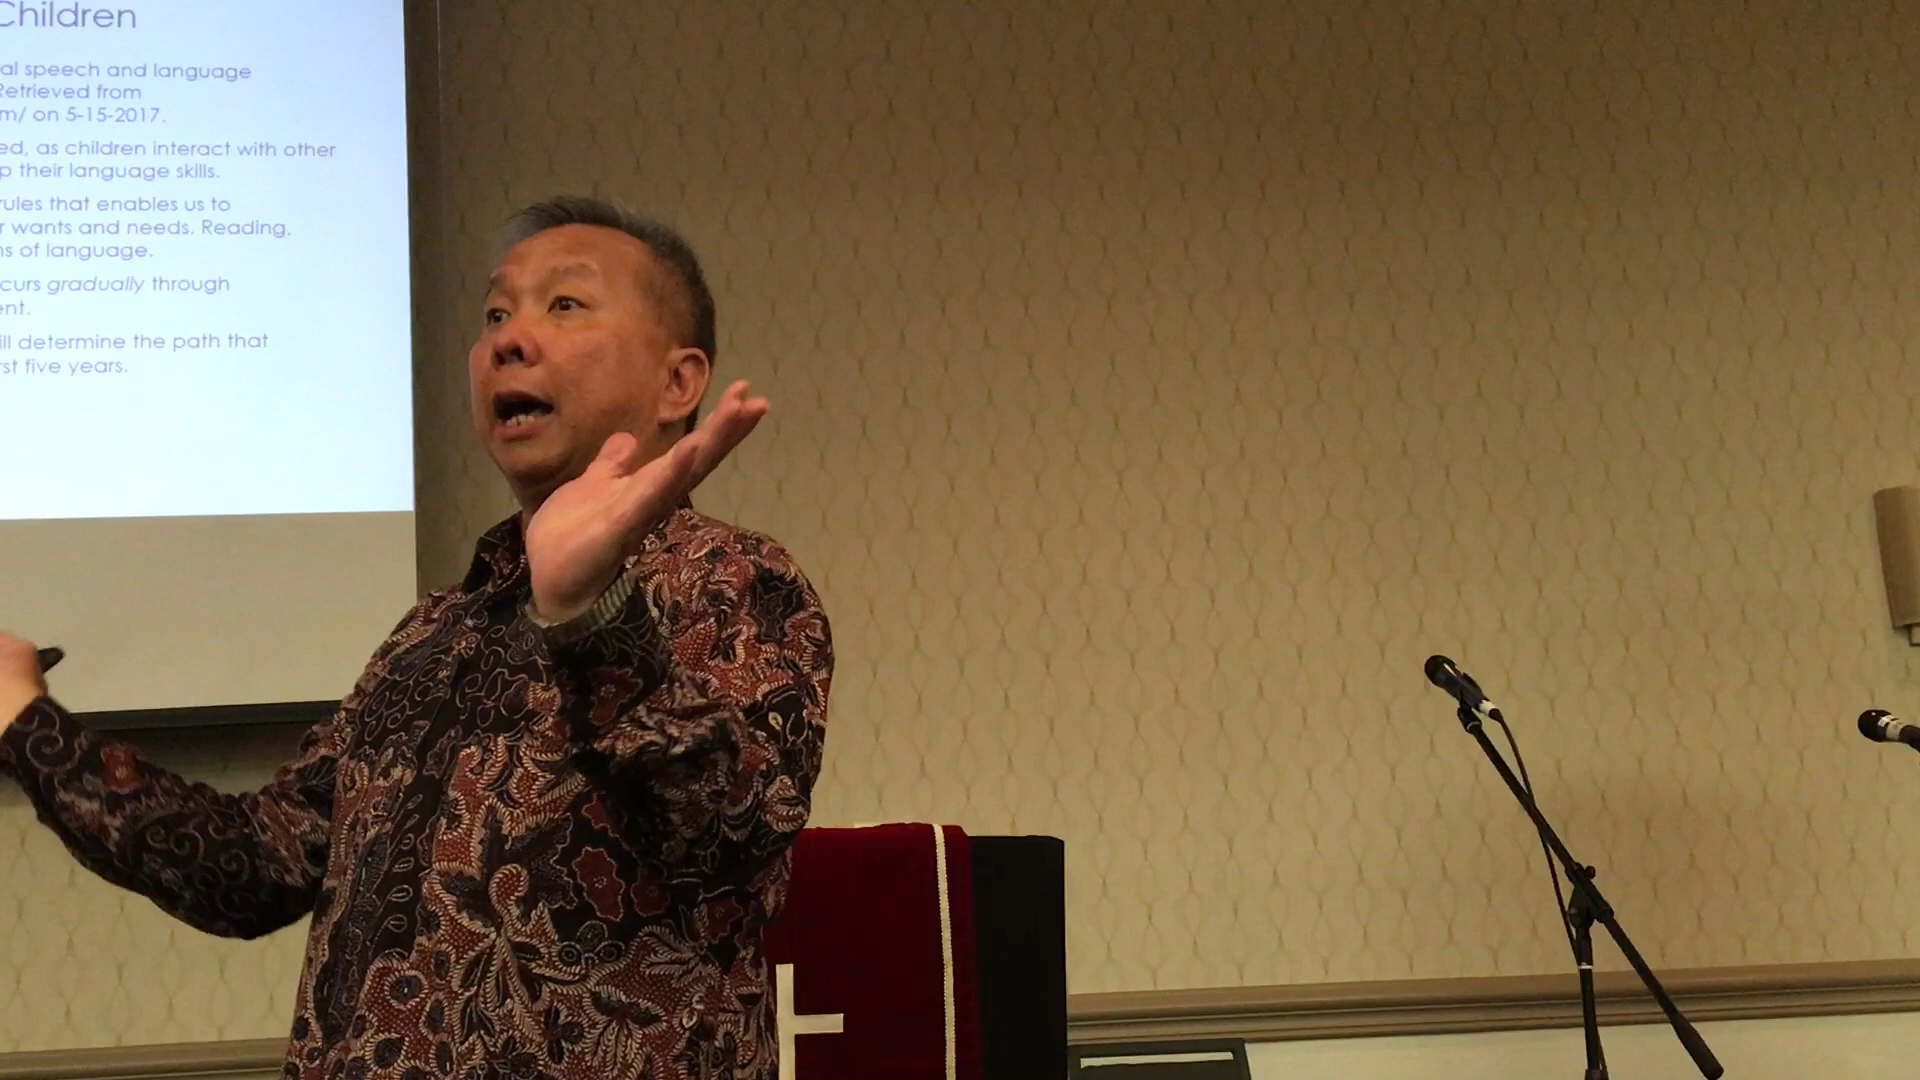 Children
al speech and language
Retrieved from
m/ on 5-15-2017.
ed, as children interact with other
p their language skills.
rules that enables us to
r wants and needs. Reading,
ns of language.
curs gradually through
ent.
ill determine the path that
rst five years.